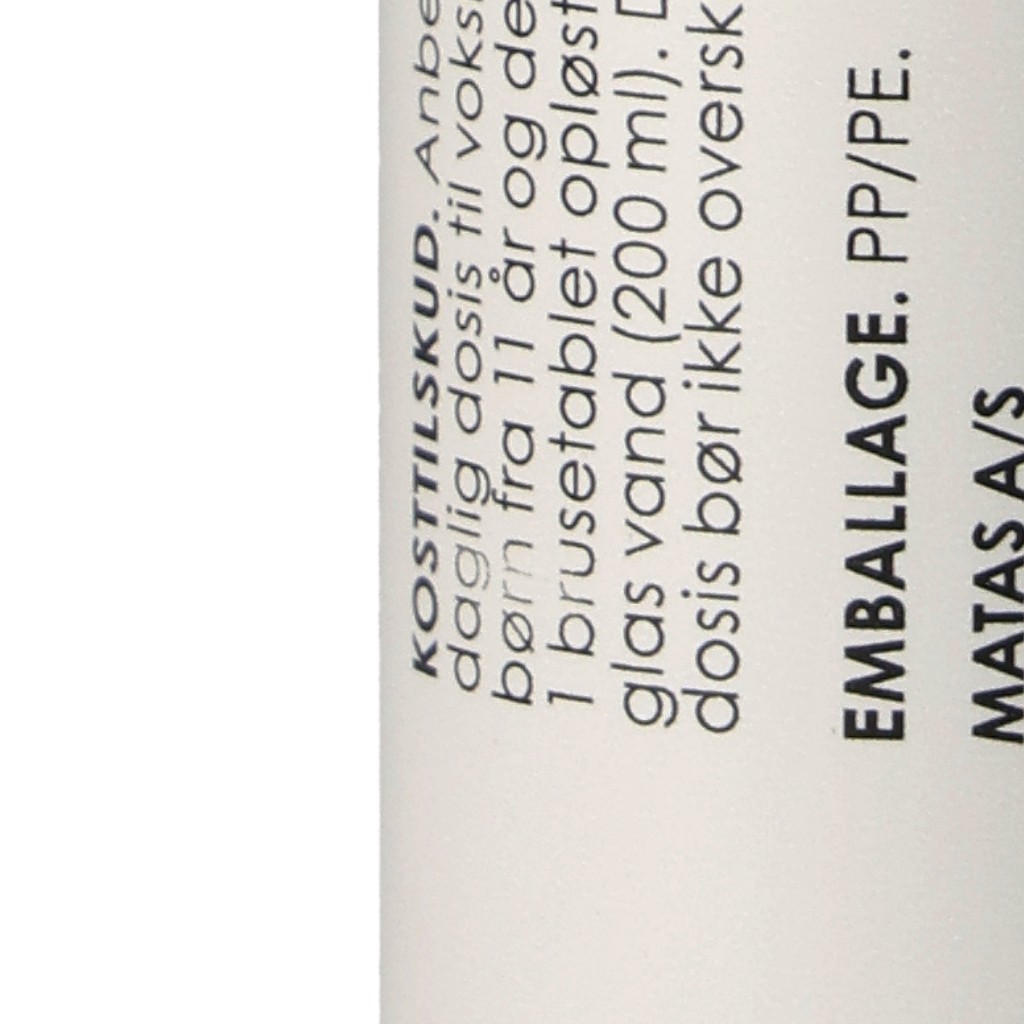 KOSTTILSKUD. Anbe
daglig dosis til voks
børn fra 11 år og de
1 brusetablet opløst
glas vand (200 ml).
dosis bør ikke oversk
EMBALLAGE. PP/PE.
MATAS A/S